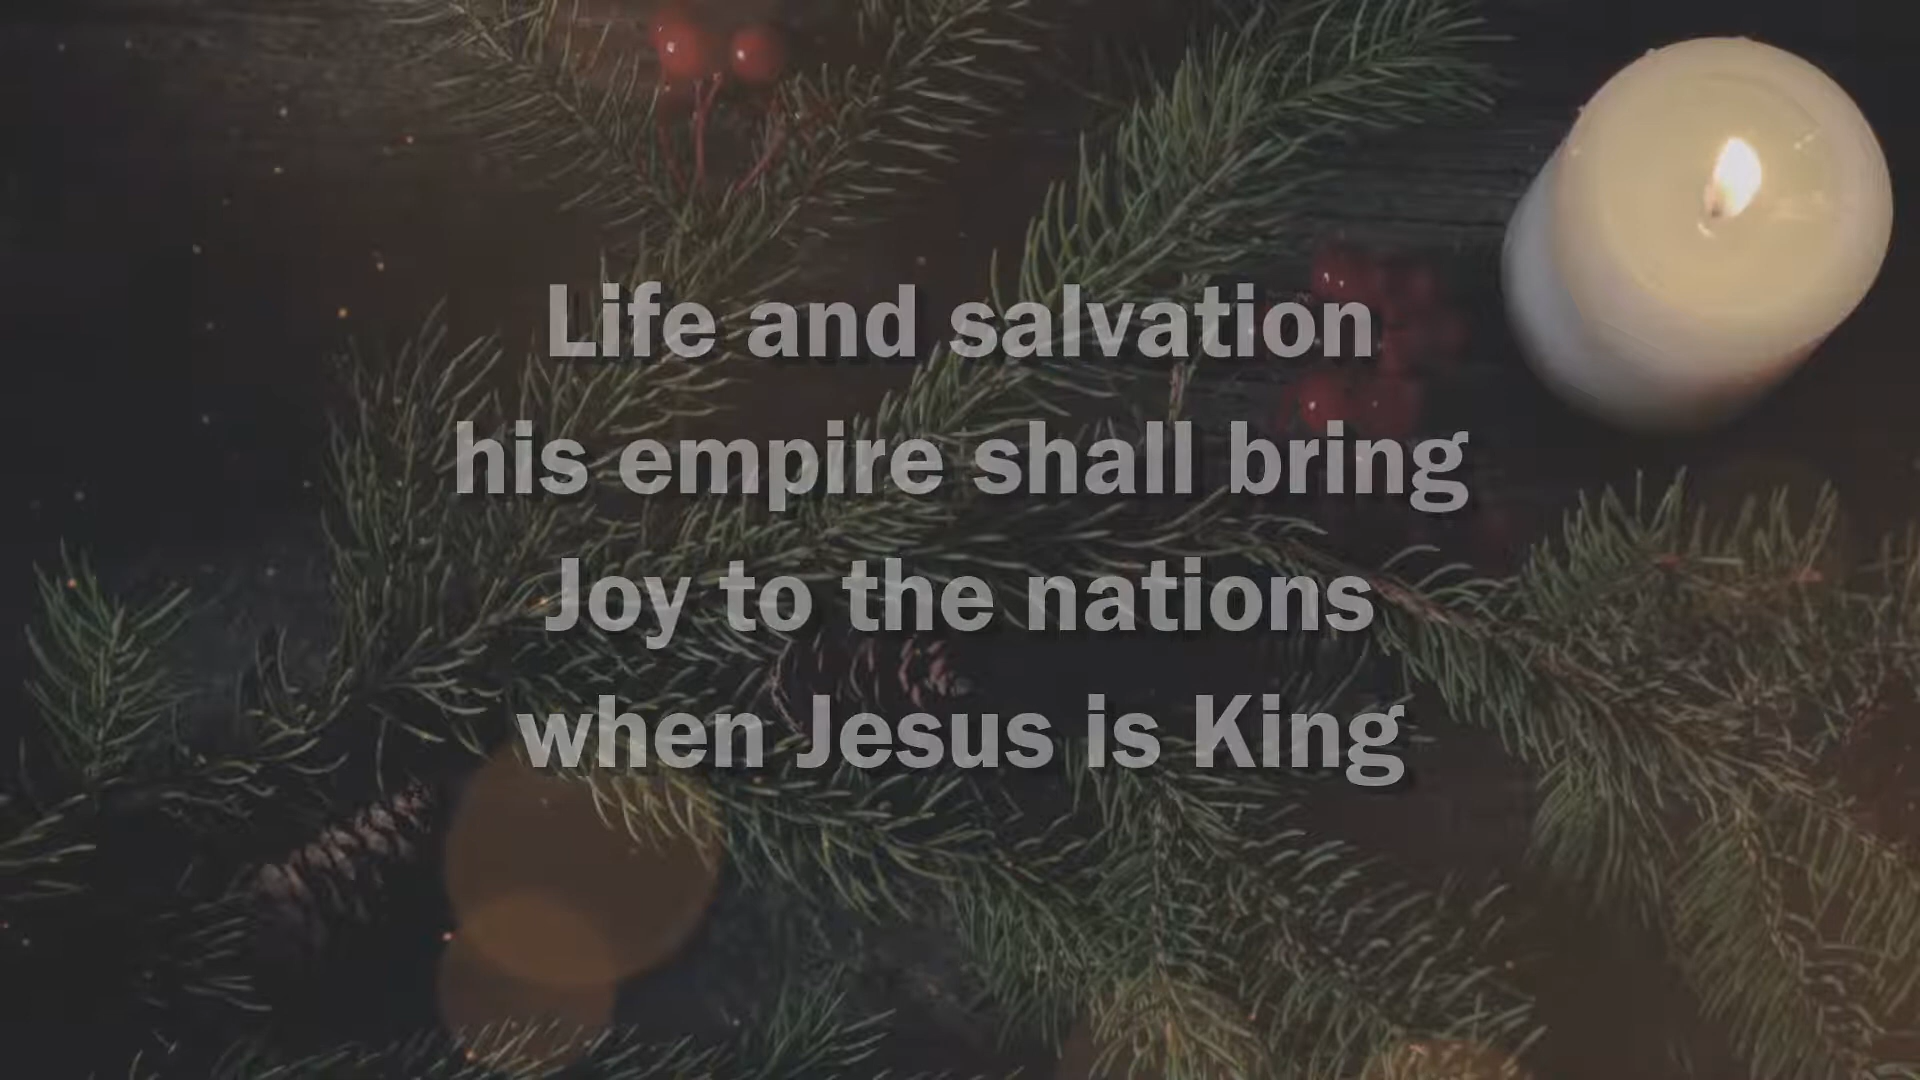 Life and salvation
his empire shall bring
Joy to the nations
when Jesus is King